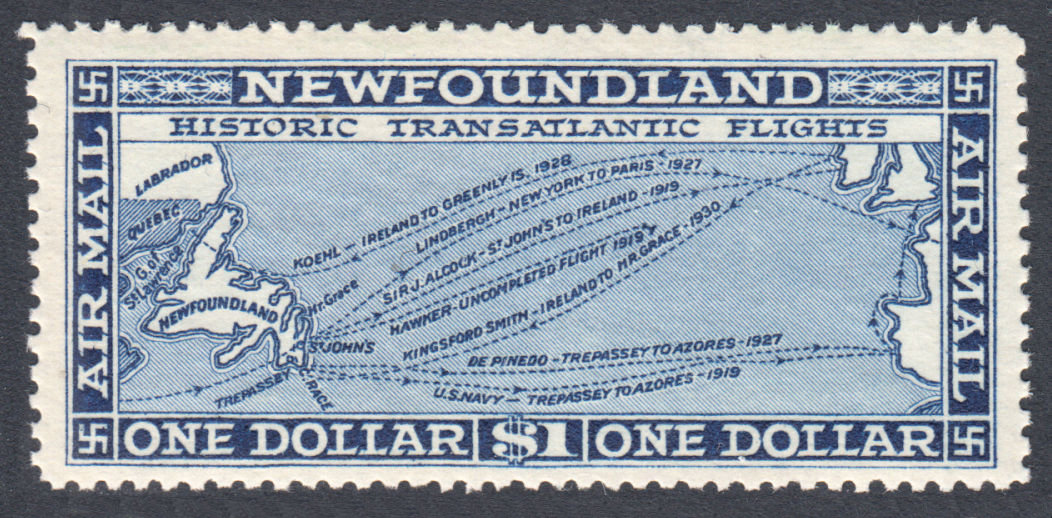 NEWFOUNDLAND
HISTORIC TRANSATLANTIC FLIGHTS
AIR MAIL
AIR MAIL
LABRADOR
QUEBEC
G. of
St Lawrence
NEWFOUNDLAND
Hr. Grace
ST JOHN'S
TREPASSEY
C. RACE
KOEHL - IRELAND TO GREENLY IS. 1928
LINDBERGH - NEW YORK TO PARIS - 1927
SIR J. ALCOCK - ST JOHN'S TO IRELAND - 1919
HAWKER - UNCOMPLETED FLIGHT 1919
KINGSFORD SMITH - IRELAND TO HR. GRACE - 1930
DE PINEDO - TREPASSEY TO AZORES - 1927
U.S. NAVY - TREPASSEY TO AZORES - 1919
ONE DOLLAR $1 ONE DOLLAR